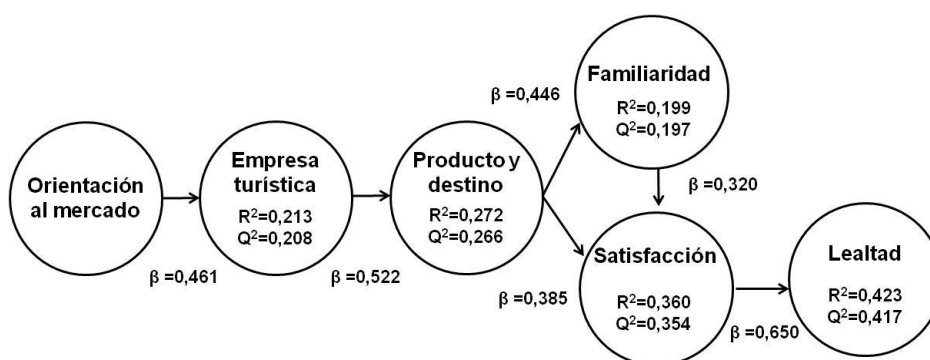 Orientación
al mercado
β =0,461
Empresa
turística
R²=0,213
Q²=0,208
β =0,522
Producto y
destino
R²=0,272
Q²=0,266
β =0,446
Familiaridad
R²=0,199
Q²=0,197
β =0,320
β =0,385
Satisfacción
R²=0,360
Q²=0,354
β =0,650
Lealtad
R²=0,423
Q²=0,417